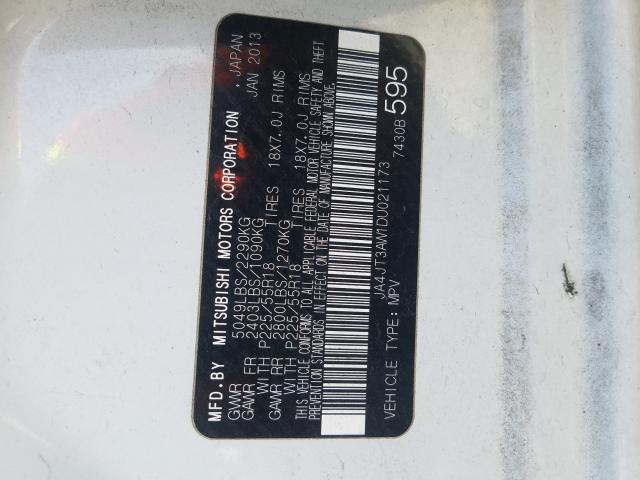 MFD.BY MITSUBISHI MOTORS CORPORATION . JAPAN
GVWR 5049LBS/2290KG JAN 2013
GAWR FR 2403LBS/1090KG
WITH P225/55R18 TIRES 18X7.0J RIMS
GAWR RR 2800LBS/1270KG
WITH P225/55R18 TIRES 18X7.0J RIMS
THIS VEHICLE CONFORMS TO ALL APPLICABLE FEDERAL MOTOR VEHICLE SAFETY AND THEFT
PREVENTION STANDARDS IN EFFECT ON THE DATE OF MANUFACTURE SHOWN ABOVE.
JA4JT3AW1DU021173
VEHICLE TYPE: MPV 7430B 595